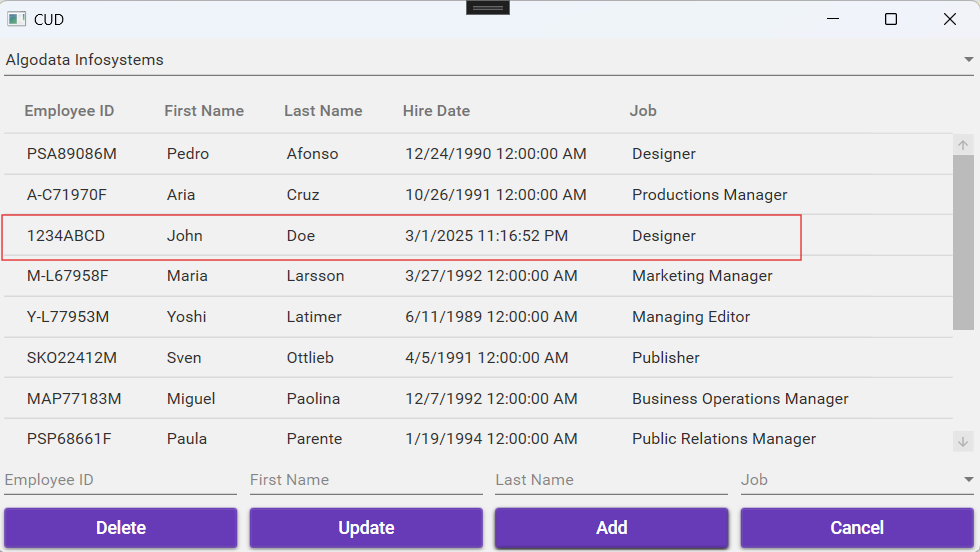 CUD
Algodata Infosystems
Employee ID First Name Last Name Hire Date Job
PSA89086M Pedro Afonso 12/24/1990 12:00:00 AM Designer
A-C71970F Aria Cruz 10/26/1991 12:00:00 AM Productions Manager
1234ABCD John Doe 3/1/2025 11:16:52 PM Designer
M-L67958F Maria Larsson 3/27/1992 12:00:00 AM Marketing Manager
Y-L77953M Yoshi Latimer 6/11/1989 12:00:00 AM Managing Editor
SKO22412M Sven Ottlieb 4/5/1991 12:00:00 AM Publisher
MAP77183M Miguel Paolina 12/7/1992 12:00:00 AM Business Operations Manager
PSP68661F Paula Parente 1/19/1994 12:00:00 AM Public Relations Manager
Employee ID First Name Last Name Job
Delete Update Add Cancel